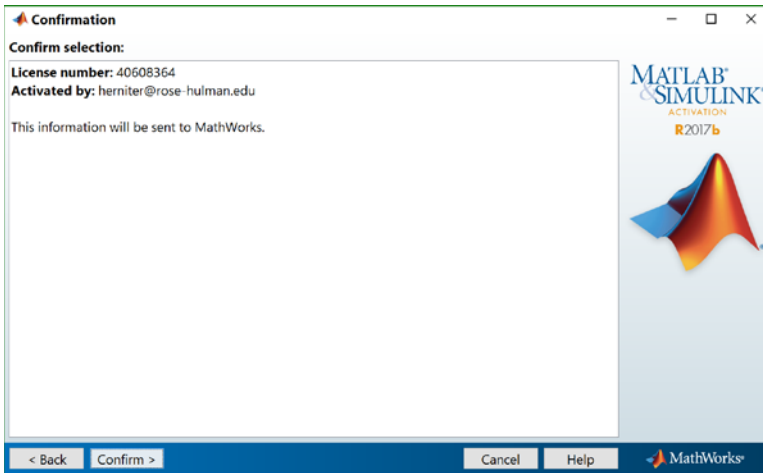 Confirmation
Confirm selection:
License number: 40608364
Activated by: herniter@rose-hulman.edu
This information will be sent to MathWorks.
MATLAB®
&SIMULINK®
ACTIVATION
R2017b
< Back
Confirm >
Cancel
Help
MathWorks®